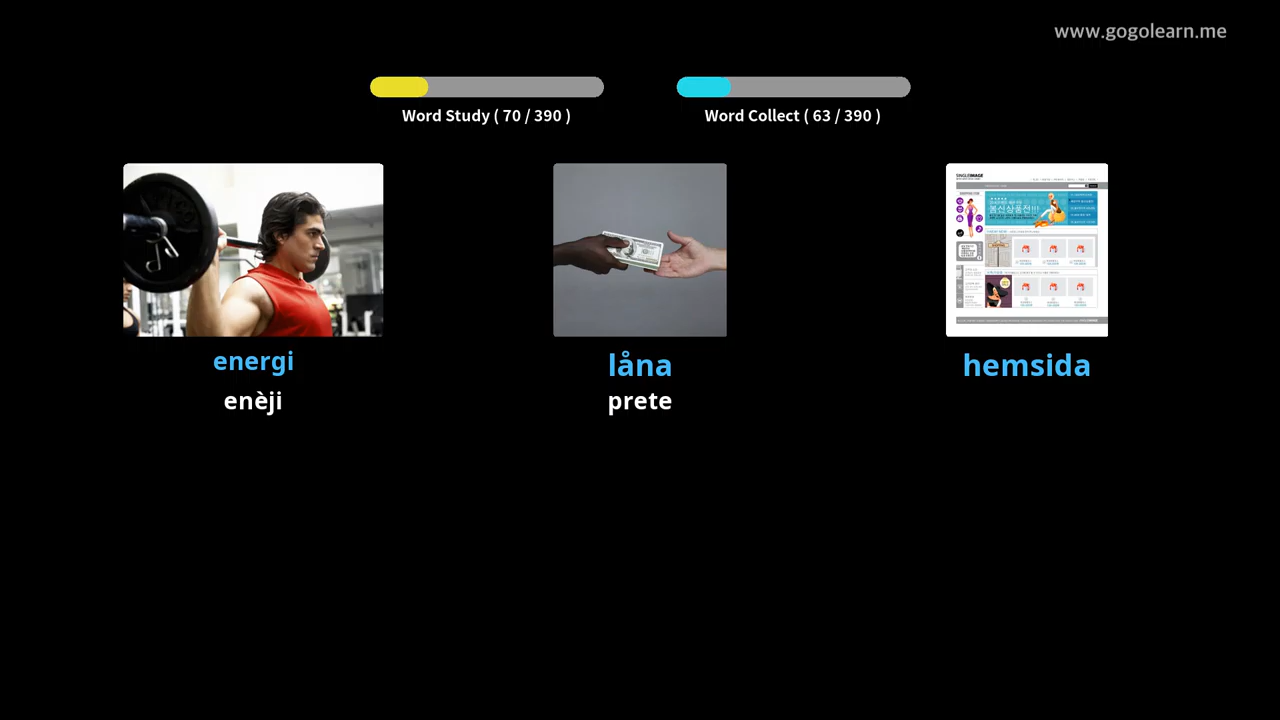 www.gogolearn.me
Word Study ( 70 / 390 )
Word Collect ( 63 / 390 )
energi
låna
hemsida
enèji
prete